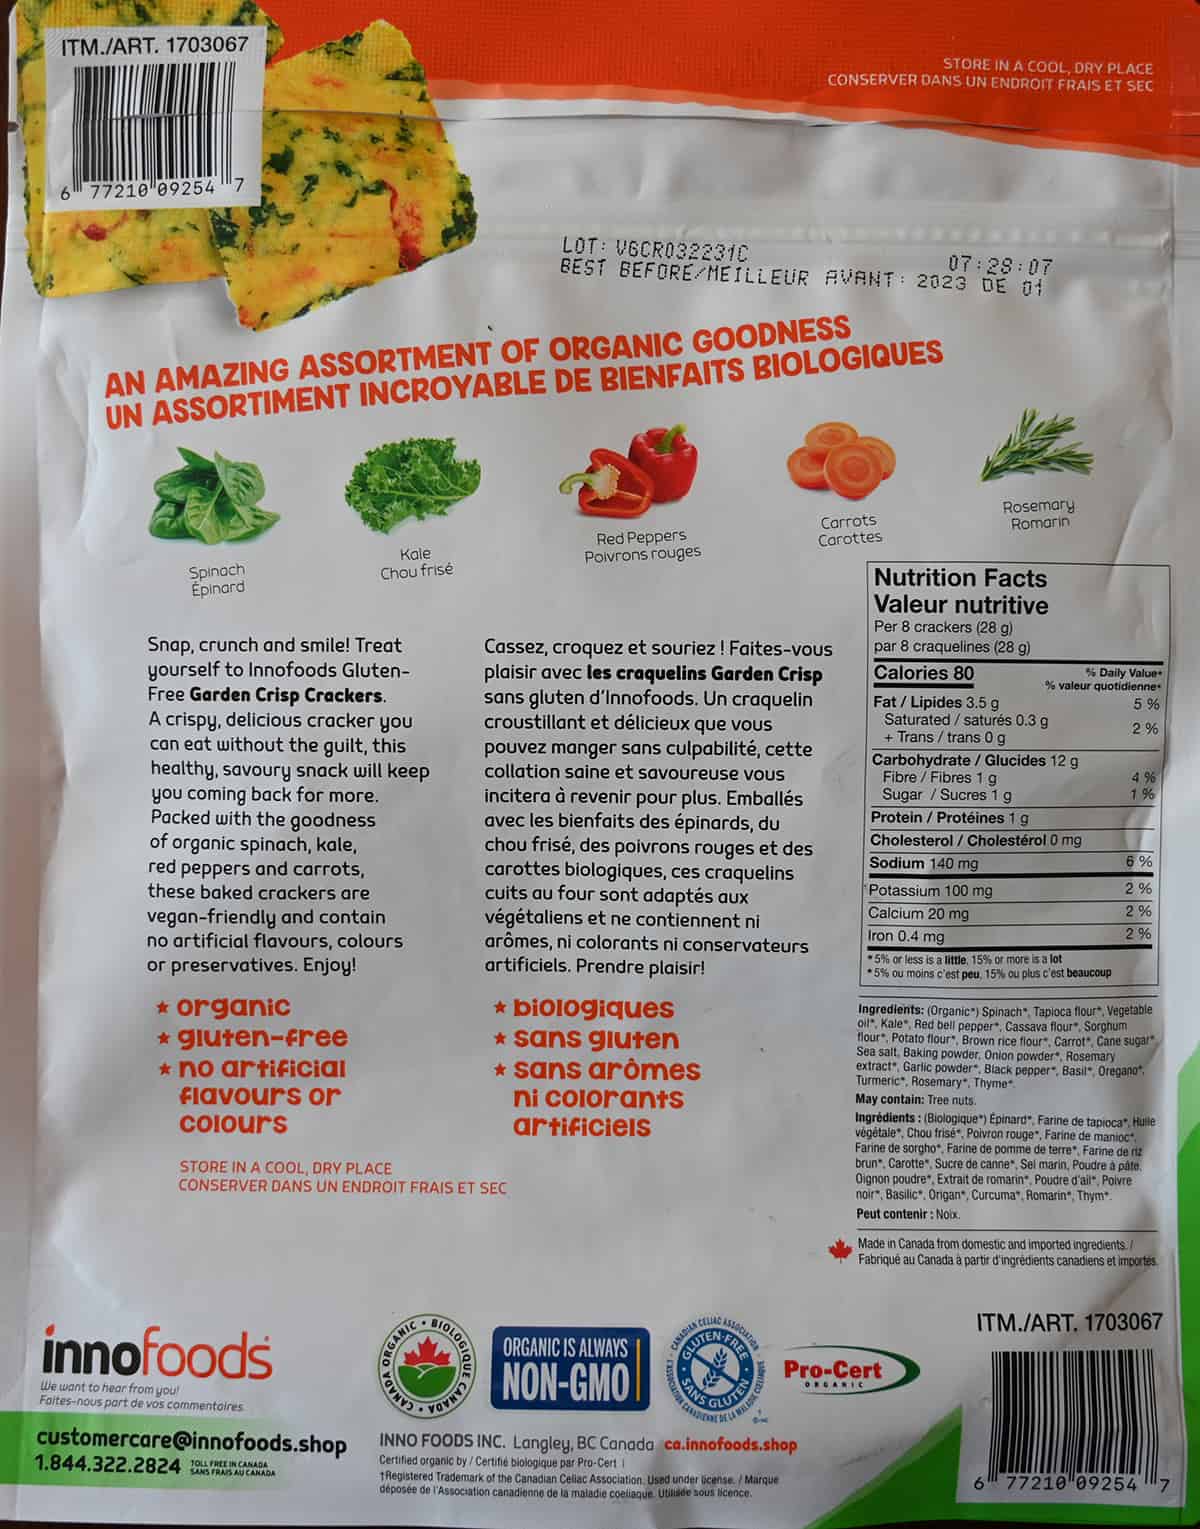 ITM./ART. 1703067
6 77210 09254 7
STORE IN A COOL, DRY PLACE
CONSERVER DANS UN ENDROIT FRAIS ET SEC
LOT: V6CR032231C 07:28:07
BEST BEFORE/MEILLEUR AVANT: 2023 DE 01
AN AMAZING ASSORTMENT OF ORGANIC GOODNESS
UN ASSORTIMENT INCROYABLE DE BIENFAITS BIOLOGIQUES
Spinach
Épinard
Kale
Chou frisé
Red Peppers
Poivrons rouges
Carrots
Carottes
Rosemary
Romarin
Snap, crunch and smile! Treat
yourself to Innofoods Gluten-
Free Garden Crisp Crackers.
A crispy, delicious cracker you
can eat without the guilt, this
healthy, savoury snack will keep
you coming back for more.
Packed with the goodness
of organic spinach, kale,
red peppers and carrots,
these baked crackers are
vegan-friendly and contain
no artificial flavours, colours
or preservatives. Enjoy!
★ organic
★ gluten-free
★ no artificial
flavours or
colours
Cassez, croquez et souriez ! Faites-vous
plaisir avec les craquelins Garden Crisp
sans gluten d'Innofoods. Un craquelin
croustillant et délicieux que vous
pouvez manger sans culpabilité, cette
collation saine et savoureuse vous
incitera à revenir pour plus. Emballés
avec les bienfaits des épinards, du
chou frisé, des poivrons rouges et des
carottes biologiques, ces craquelins
cuits au four sont adaptés aux
végétaliens et ne contiennent ni
arômes, ni colorants ni conservateurs
artificiels. Prendre plaisir!
★ biologiques
★ sans gluten
★ sans arômes
ni colorants
artificiels
STORE IN A COOL, DRY PLACE
CONSERVER DANS UN ENDROIT FRAIS ET SEC
Nutrition Facts
Valeur nutritive
Per 8 crackers (28 g)
par 8 craquelines (28 g)
Calories 80 % Daily Value*
% valeur quotidienne*
Fat / Lipides 3.5 g 5 %
Saturated / saturés 0.3 g 2 %
+ Trans / trans 0 g
Carbohydrate / Glucides 12 g
Fibre / Fibres 1 g 4 %
Sugar / Sucres 1 g 1 %
Protein / Protéines 1 g
Cholesterol / Cholestérol 0 mg
Sodium 140 mg 6 %
Potassium 100 mg 2 %
Calcium 20 mg 2 %
Iron 0.4 mg 2 %
*5% or less is a little, 15% or more is a lot
*5% ou moins c'est peu, 15% ou plus c'est beaucoup
Ingredients: (Organic*) Spinach*, Tapioca flour*, Vegetable
oil*, Kale*, Red bell pepper*, Cassava flour*, Sorghum
flour*, Potato flour*, Brown rice flour*, Carrot*, Cane sugar*,
Sea salt, Baking powder, Onion powder*, Rosemary
extract*, Garlic powder*, Black pepper*, Basil*, Oregano*,
Turmeric*, Rosemary*, Thyme*.
May contain: Tree nuts.
Ingrédients : (Biologique*) Épinard*, Farine de tapioca*, Huile
végétale*, Chou frisé*, Poivron rouge*, Farine de manioc*,
Farine de sorgho*, Farine de pomme de terre*, Farine de riz
brun*, Carotte*, Sucre de canne*, Sel marin, Poudre à pâte,
Oignon poudre*, Extrait de romarin*, Poudre d'ail*, Poivre
noir*, Basilic*, Origan*, Curcuma*, Romarin*, Thym*.
Peut contenir : Noix.
Made in Canada from domestic and imported ingredients. /
Fabriqué au Canada à partir d'ingrédients canadiens et importés.
innofoods
We want to hear from you!
Faites-nous part de vos commentaires
customercare@innofoods.shop
1.844.322.2824 TOLL FREE IN CANADA
SANS FRAIS AU CANADA
CANADA ORGANIC • BIOLOGIQUE CANADA •
ORGANIC IS ALWAYS
NON-GMO
CANADIAN CELIAC ASSOCIATION
GLUTEN-FREE
SANS GLUTEN
L'ASSOCIATION CANADIENNE DE LA MALADIE COELIAQUE
Pro-Cert
ORGANIC
INNO FOODS INC. Langley, BC Canada ca.innofoods.shop
Certified organic by / Certifié biologique par Pro-Cert |
†Registered Trademark of the Canadian Celiac Association. Used under license. / Marque
déposée de l'Association canadienne de la maladie coeliaque. Utilisée sous licence.
ITM./ART. 1703067
6 77210 09254 7